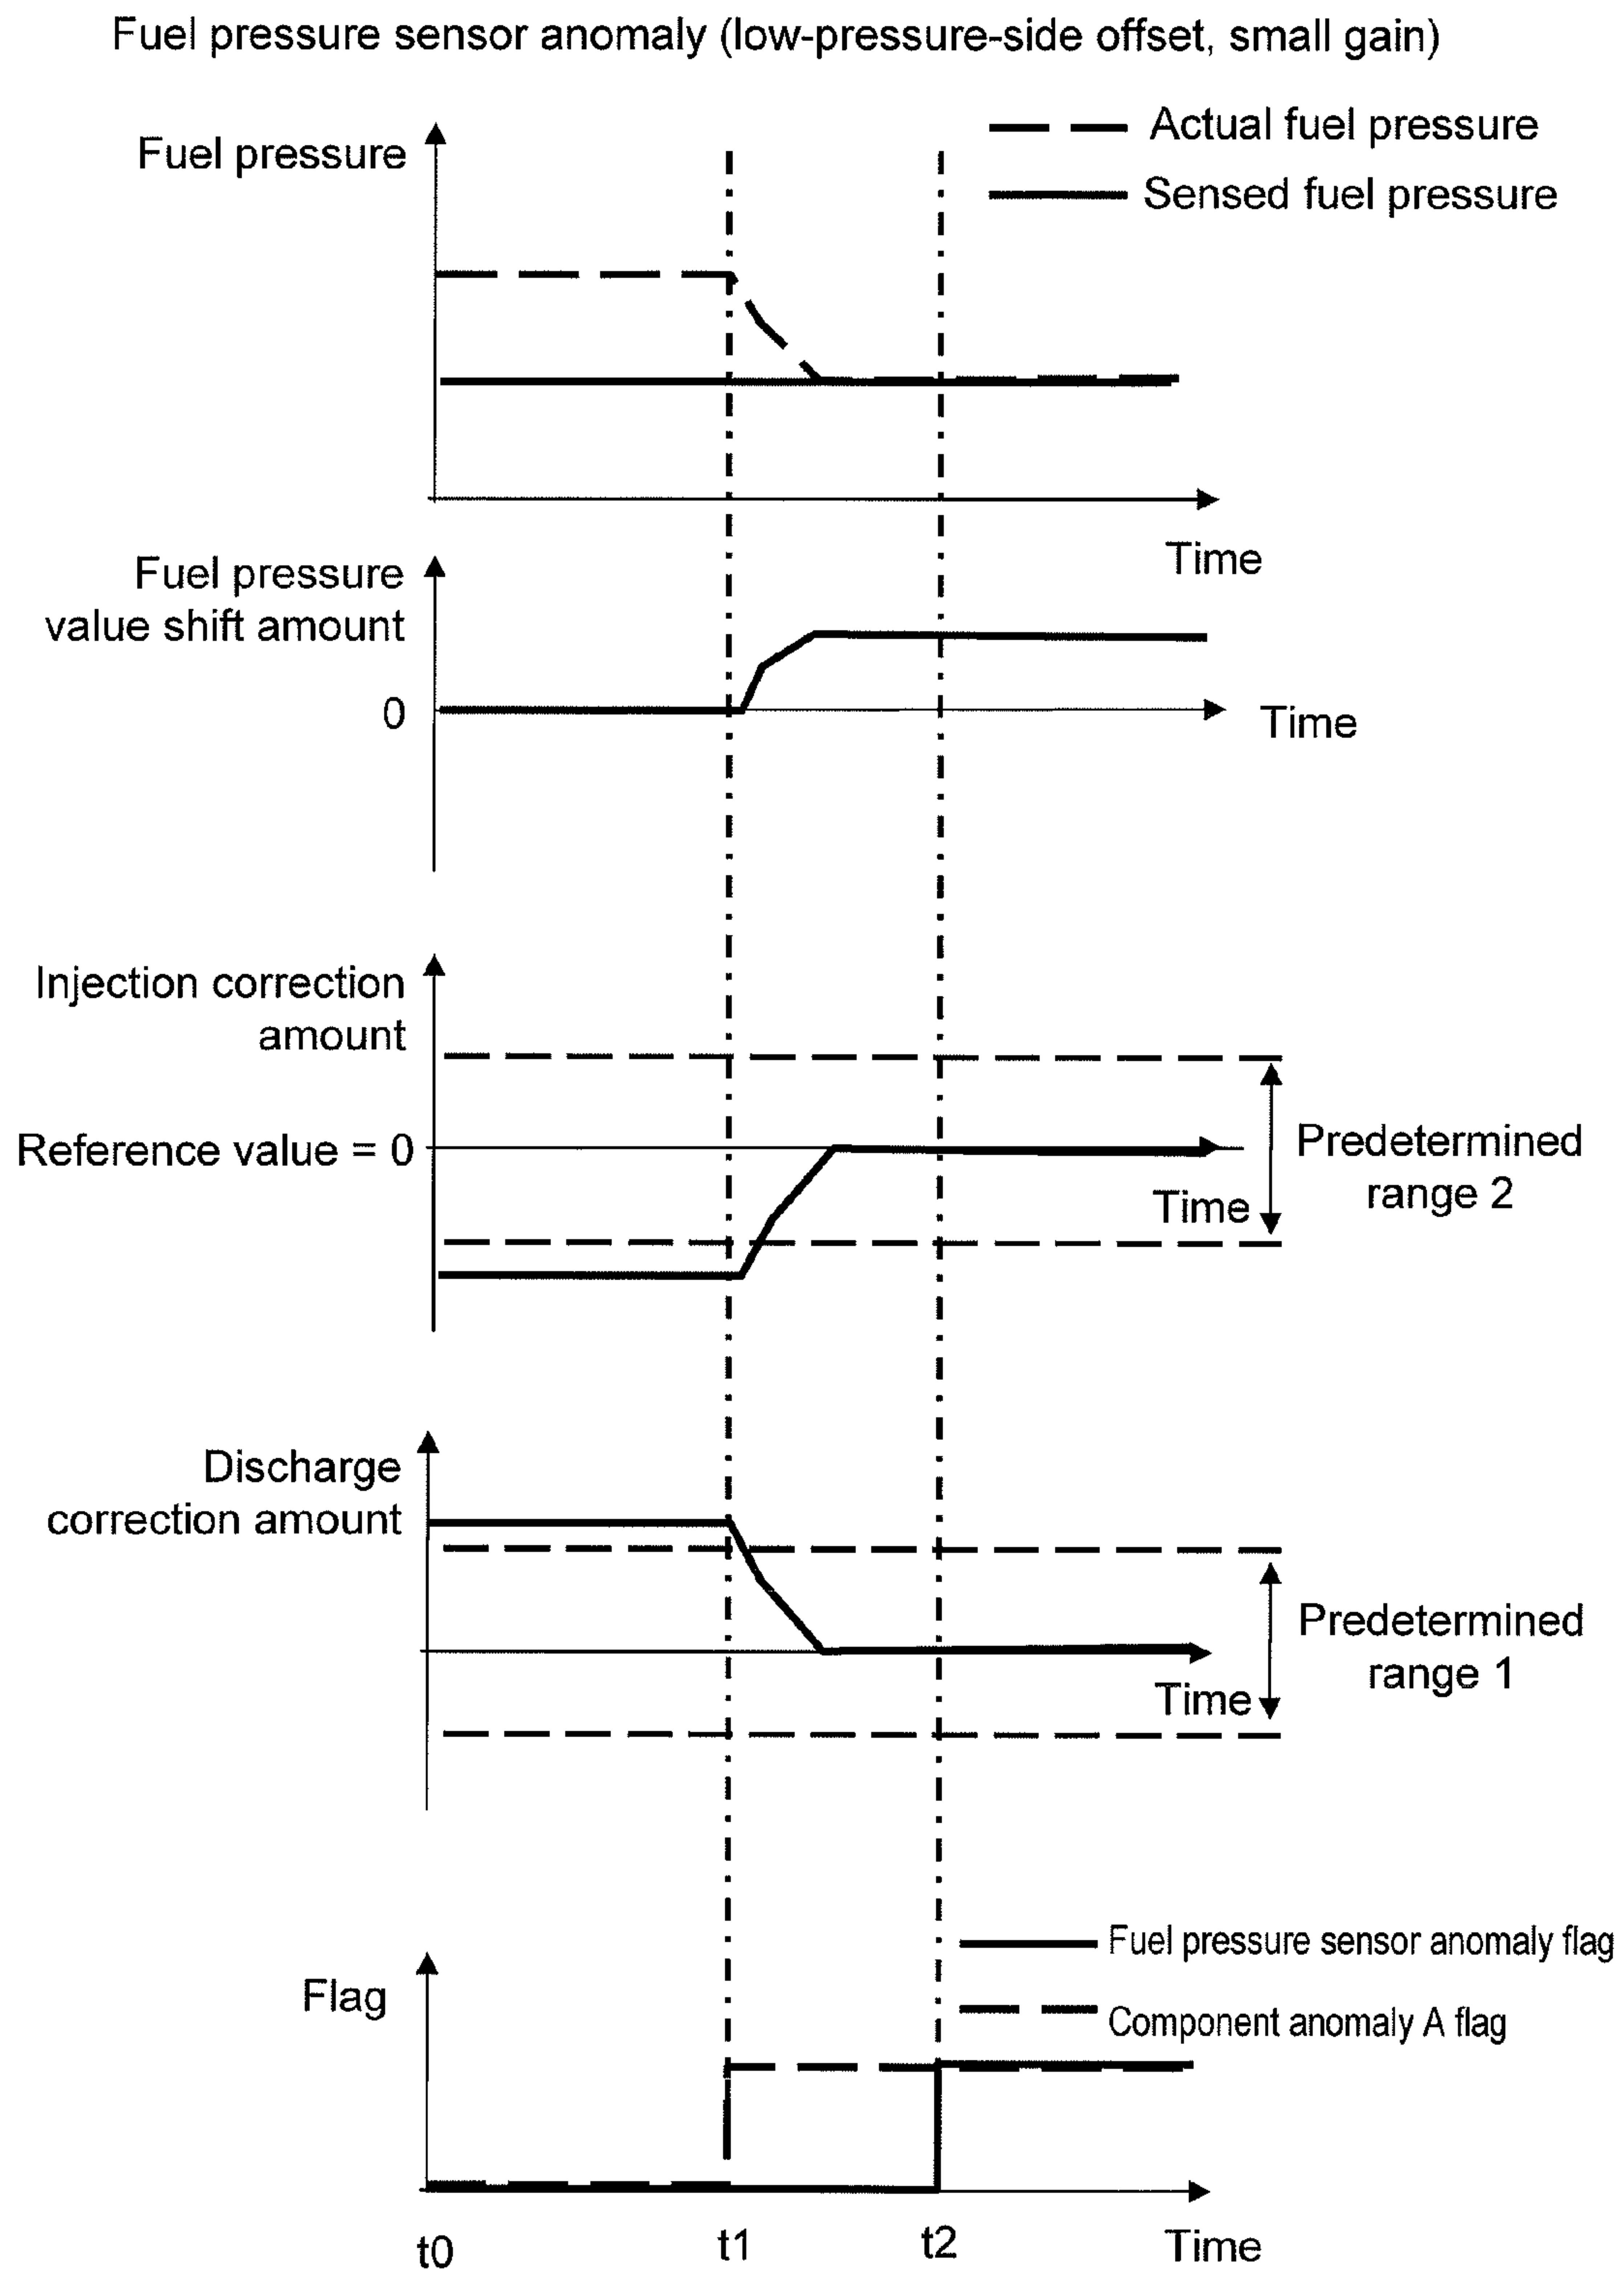 Fuel pressure sensor anomaly (low-pressure-side offset, small gain)
Actual fuel pressure
Fuel pressure
Sensed fuel pressure
Time
Fuel pressure
value shift amount
0
Time
Injection correction
amount
Reference value = 0
Predetermined
range 2
Time
Discharge
correction amount
Predetermined
range 1
Time
Fuel pressure sensor anomaly flag
Flag
Component anomaly A flag
t0
t1
t2
Time